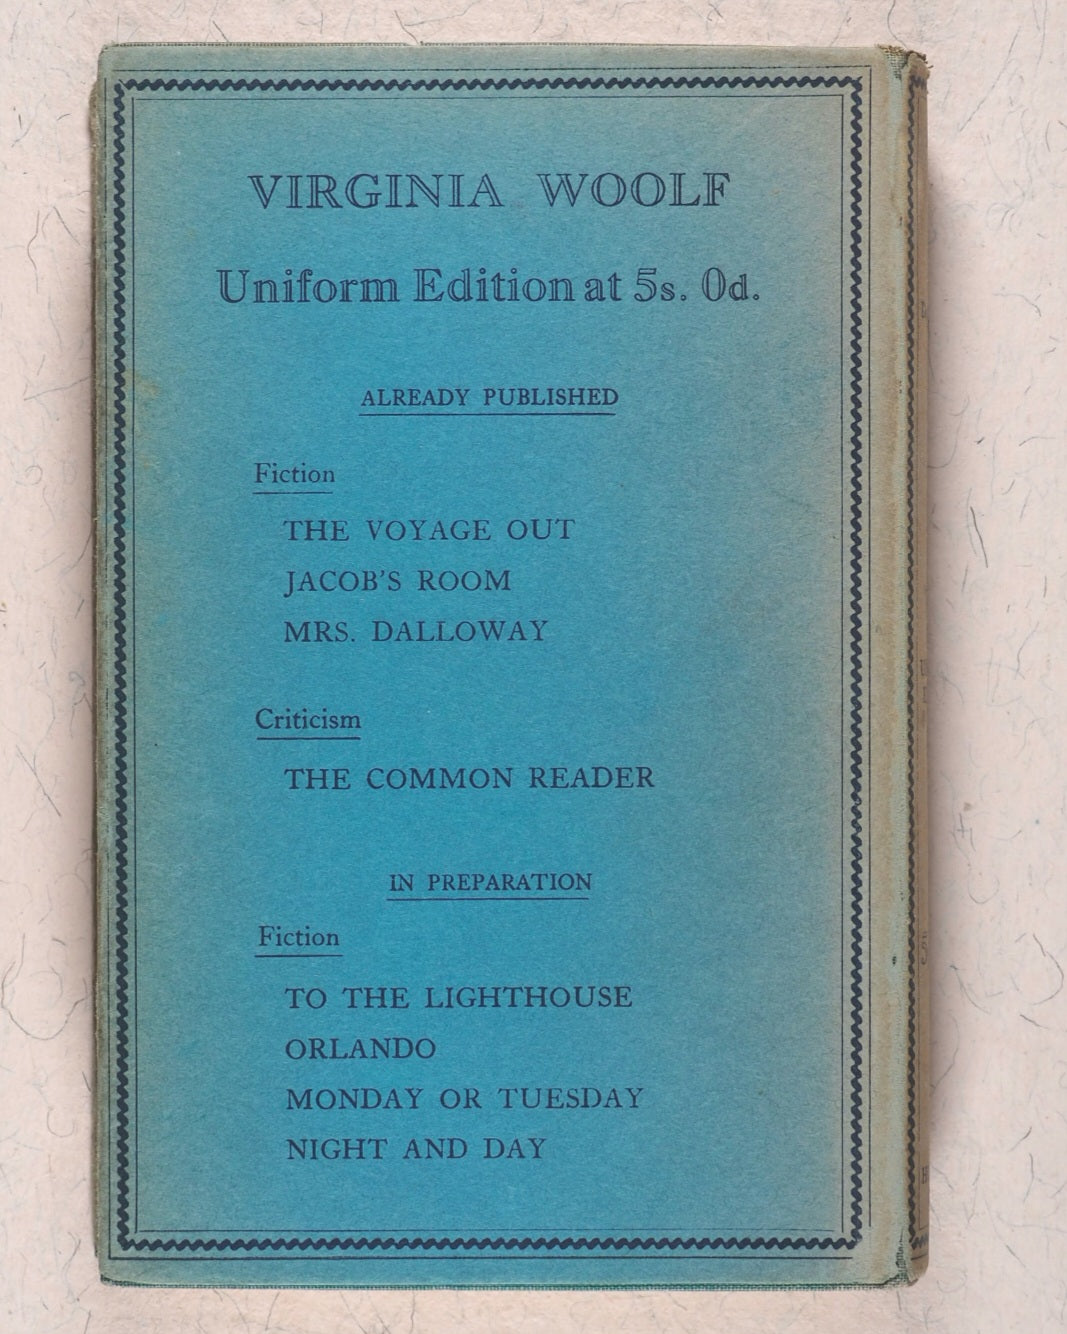 VIRGINIA WOOLF
Uniform Edition at 5s. 0d.
ALREADY PUBLISHED
Fiction
THE VOYAGE OUT
JACOB'S ROOM
MRS. DALLOWAY
Criticism
THE COMMON READER
IN PREPARATION
Fiction
TO THE LIGHTHOUSE
ORLANDO
MONDAY OR TUESDAY
NIGHT AND DAY